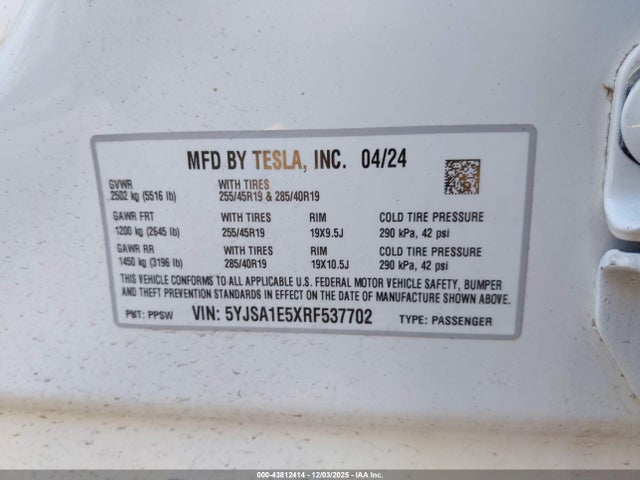 MFD BY TESLA, INC. 04/24
GVWR WITH TIRES
2502 kg (5516 lb) 255/45R19 & 285/40R19
GAWR FRT WITH TIRES RIM COLD TIRE PRESSURE
1200 kg (2645 lb) 255/45R19 19X9.5J 290 kPa, 42 psi
GAWR RR WITH TIRES RIM COLD TIRE PRESSURE
1450 kg (3196 lb) 285/40R19 19X10.5J 290 kPa, 42 psi
THIS VEHICLE CONFORMS TO ALL APPLICABLE U.S. FEDERAL MOTOR VEHICLE SAFETY, BUMPER
AND THEFT PREVENTION STANDARDS IN EFFECT ON THE DATE OF MANUFACTURE SHOWN ABOVE.
PNT: PPSW VIN: 5YJSA1E5XRF537702 TYPE: PASSENGER
000-43812414 - 12/03/2025 - IAA Inc.